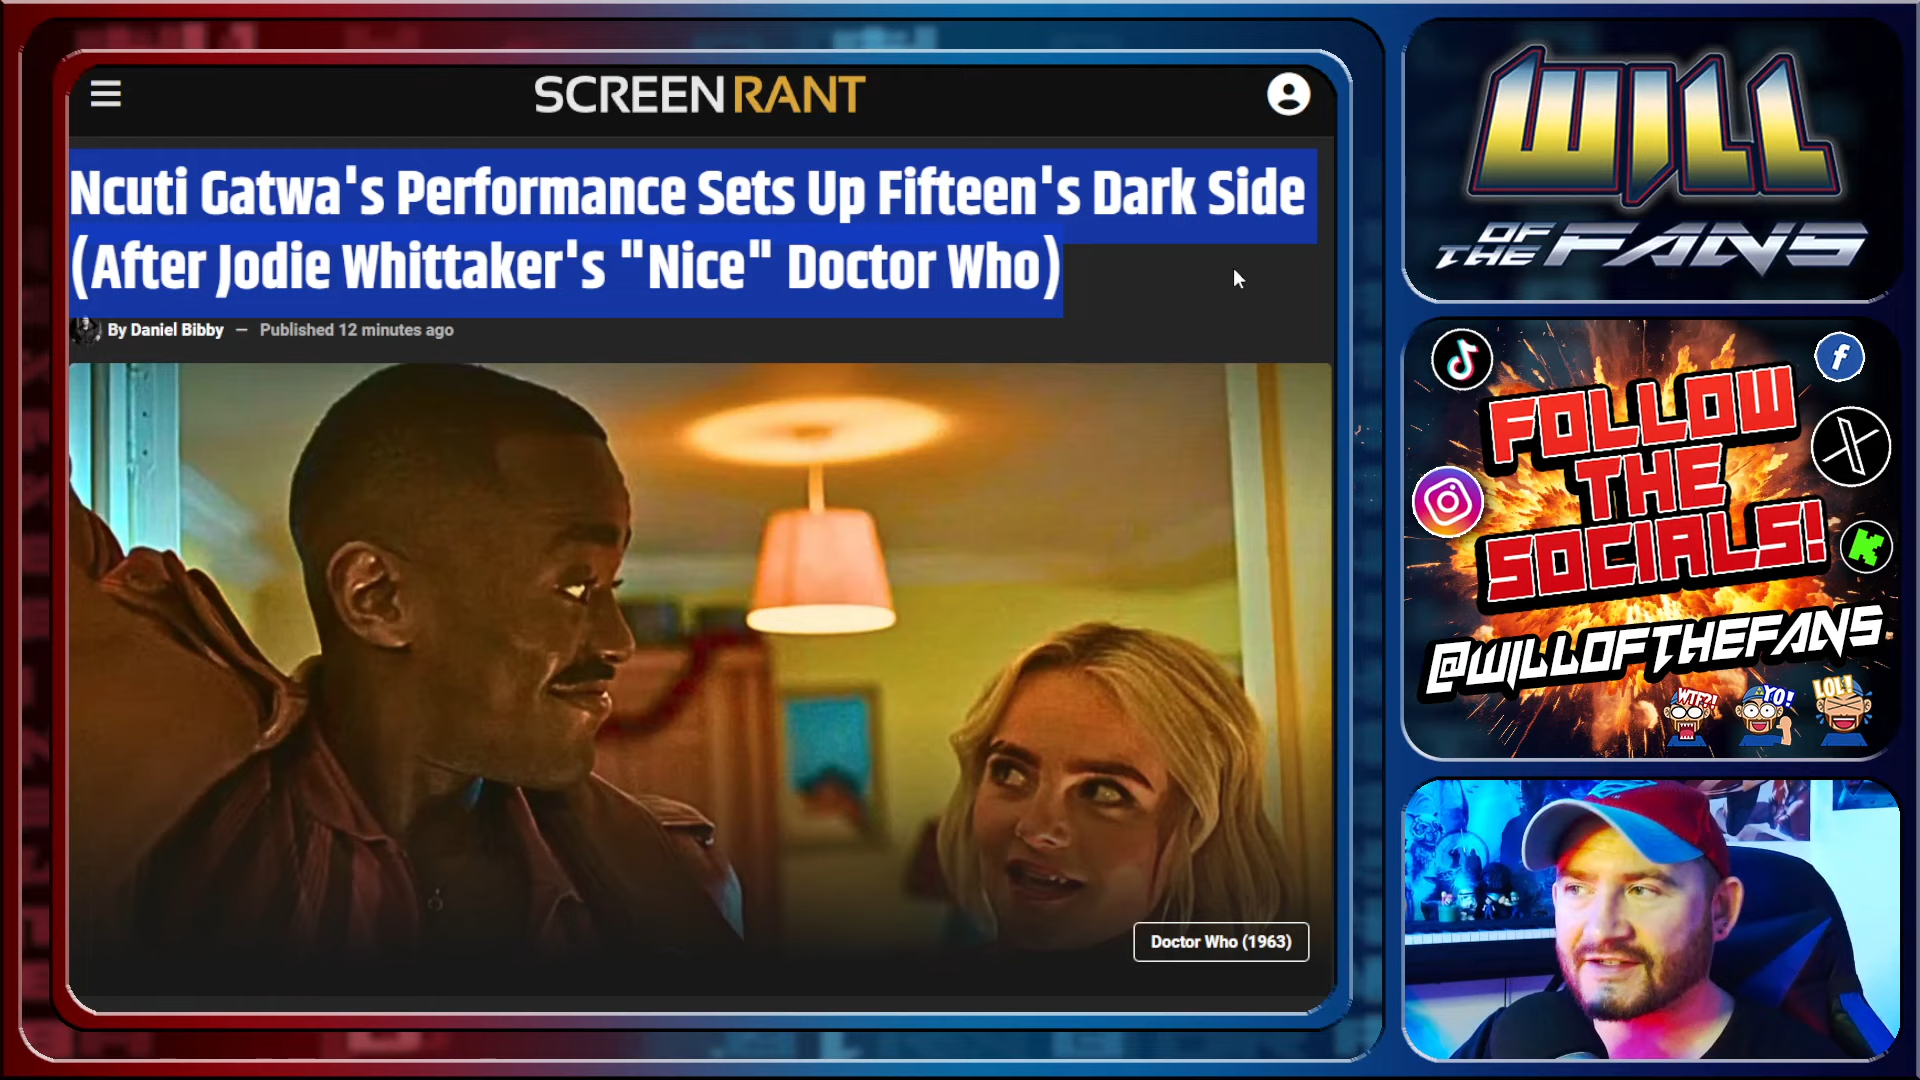 SCREENRANT
Ncuti Gatwa's Performance Sets Up Fifteen's Dark Side
(After Jodie Whittaker's "Nice" Doctor Who)
By Daniel Bibby — Published 12 minutes ago
Doctor Who (1963)
WILL
OF
THE FANS
FOLLOW
THE
SOCIALS!
@WILLOFTHEFANS
WTF?!
YO!
LOL!